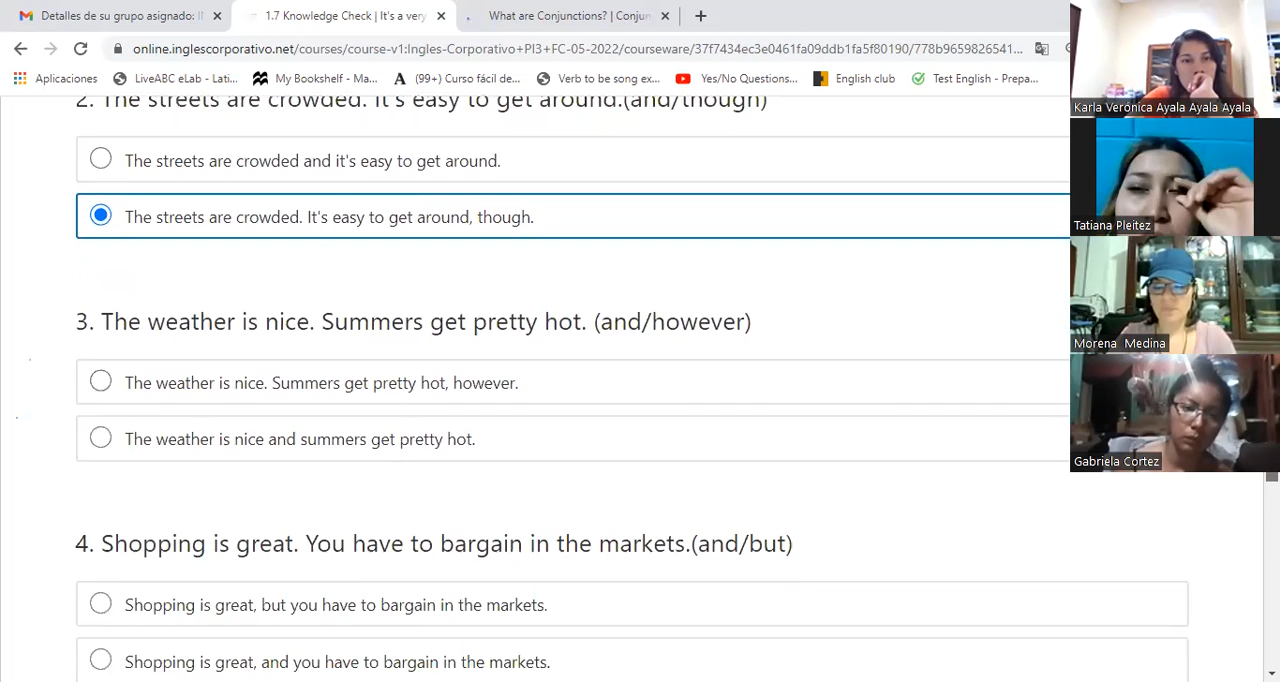 Detalles de su grupo asignado: If
1.7 Knowledge Check | It's a very
What are Conjunctions? | Conjun
online.inglescorporativo.net/courses/course-v1:Ingles-Corporativo+PI3+FC-05-2022/courseware/37f7434ec3e0461fa09ddb1fa5f80190/778b9659826541...
Aplicaciones
LiveABC eLab - Lati...
My Bookshelf - Ma...
(99+) Curso facil de...
Verb to be song ex...
Yes/No Questions...
English club
Test English - Prepa...
2. The streets are crowded. It's easy to get around.(and/though)
The streets are crowded and it's easy to get around.
The streets are crowded. It's easy to get around, though.
3. The weather is nice. Summers get pretty hot. (and/however)
The weather is nice. Summers get pretty hot, however.
The weather is nice and summers get pretty hot.
4. Shopping is great. You have to bargain in the markets.(and/but)
Shopping is great, but you have to bargain in the markets.
Shopping is great, and you have to bargain in the markets.
Karla Verónica Ayala Ayala Ayala
Tatiana Pleitez
Morena Medina
Gabriela Cortez